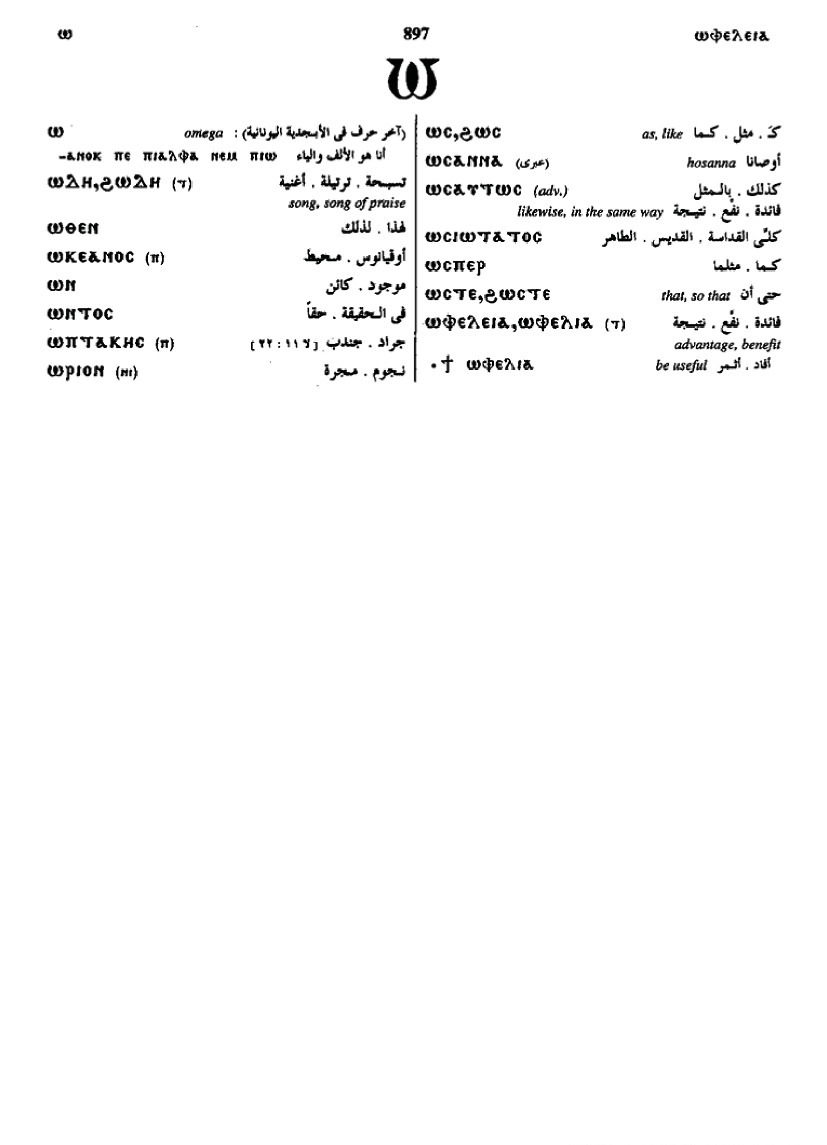 ⲱ 897 ⲱⲫⲉⲗⲉⲓⲁ
Ⲱ
ⲱ omega : (آخر حرف فى الأبجدية اليونانية)
أنا هو الألف والياء ⲁⲛⲟⲕ ⲡⲉ ⲡⲓⲁⲗⲫⲁ ⲛⲉⲙ ⲡⲓⲱ–
ⲱⲇⲏ,ϩⲱⲇⲏ (ϯ) تسبحة . ترتيلة . أغنية
song, song of praise
ⲱⲑⲉⲛ لهذا . لذلك
ⲱⲕⲉⲁⲛⲟⲥ (ⲡ) أوقيانوس . محيط
ⲱⲛ موجود . كائن
ⲱⲛⲧⲟⲥ فى الحقيقة . حقاً
ⲱⲡⲧⲁⲕⲏⲥ (ⲡ) جراد . جندب [لا ١١ : ٢٢]
ⲱⲣⲓⲟⲛ (ⲛⲓ) نجوم . مجرة
ⲱⲥ,ϩⲱⲥ as, like كـ . مثل . كما
ⲱⲥⲁⲛⲛⲁ (عبرى) hosanna أوصانا
ⲱⲥⲁⲩⲧⲱⲥ (adv.) كذلك . بالمثل
likewise, in the same way فائدة . نفع . نتيجة
ⲱⲥⲓⲱⲧⲁⲧⲟⲥ كلّى القداسة . القديس . الطاهر
ⲱⲥⲡⲉⲣ كما . مثلما
ⲱⲥⲧⲉ,ϩⲱⲥⲧⲉ that, so that حتى أن
ⲱⲫⲉⲗⲉⲓⲁ,ⲱⲫⲉⲗⲓⲁ (ϯ) فائدة . نفع . نتيجة
advantage, benefit
• † ⲱⲫⲉⲗⲓⲁ be useful أفاد . أثمر